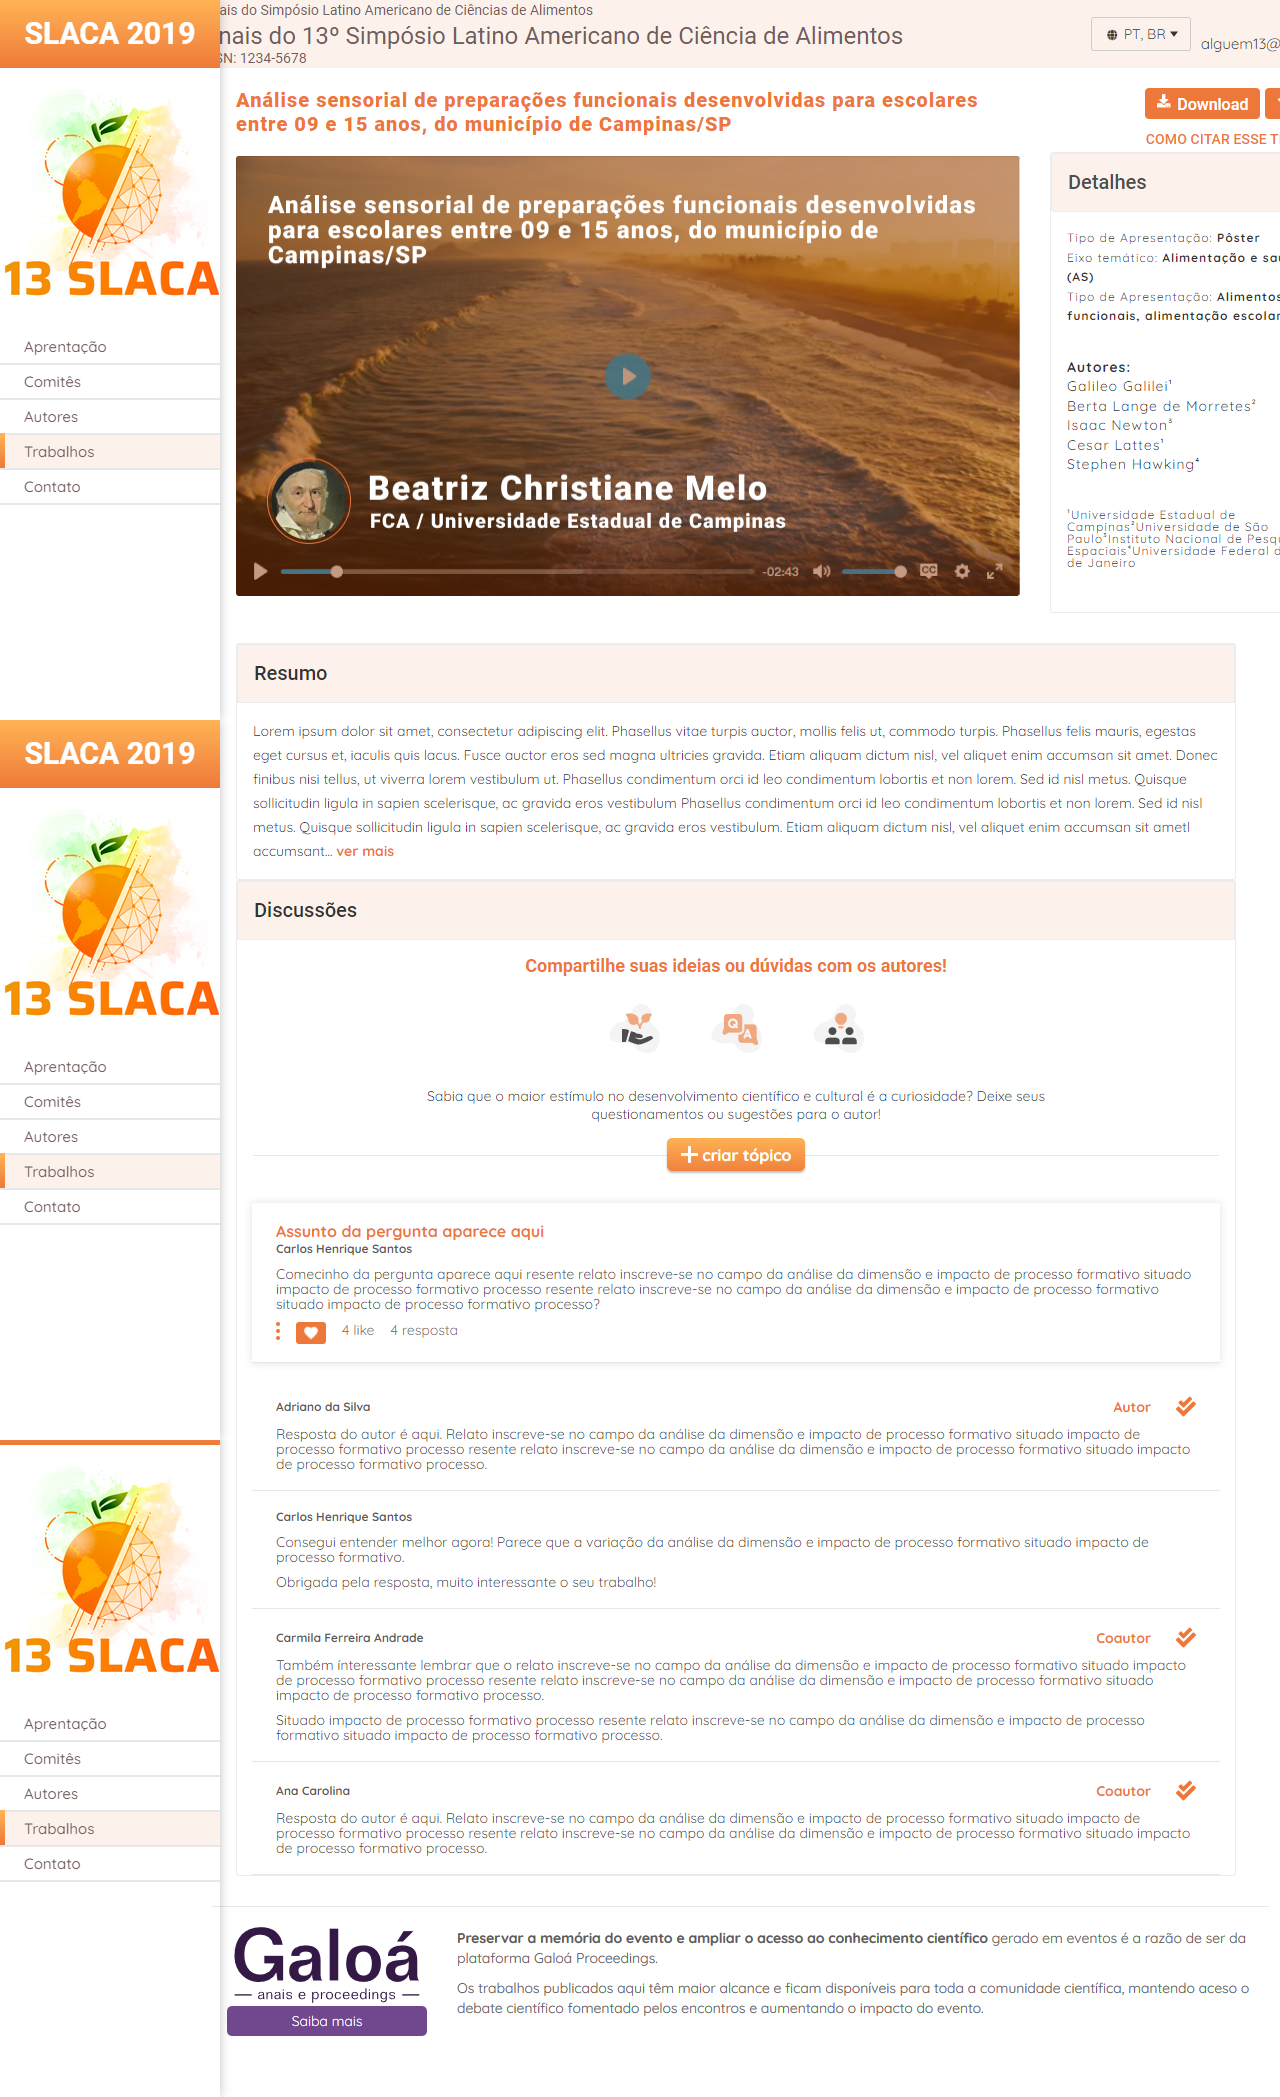 SLACA 2019
ais do Simpósio Latino Americano de Ciências de Alimentos
nais do 13º Simpósio Latino Americano de Ciência de Alimentos
SN: 1234-5678
PT, BR
alguem13@
13 SLACA
Aprentação
Comitês
Autores
Trabalhos
Contato
Análise sensorial de preparações funcionais desenvolvidas para escolares
entre 09 e 15 anos, do município de Campinas/SP
Download
COMO CITAR ESSE T
Análise sensorial de preparações funcionais desenvolvidas
para escolares entre 09 e 15 anos, do município de
Campinas/SP
Beatriz Christiane Melo
FCA / Universidade Estadual de Campinas
-02:43
CC
Detalhes
Tipo de Apresentação: Pôster
Eixo temático: Alimentação e sa
(AS)
Tipo de Apresentação: Alimentos
funcionais, alimentação escolar
Autores:
Galileo Galilei¹
Berta Lange de Morretes²
Isaac Newton³
Cesar Lattes¹
Stephen Hawking⁴
¹Universidade Estadual de
Campinas²Universidade de São
Paulo³Instituto Nacional de Pesqu
Espaciais⁴Universidade Federal d
de Janeiro
Resumo
Lorem ipsum dolor sit amet, consectetur adipiscing elit. Phasellus vitae turpis auctor, mollis felis ut, commodo turpis. Phasellus felis mauris, egestas
eget cursus et, iaculis quis lacus. Fusce auctor eros sed magna ultricies gravida. Etiam aliquam dictum nisl, vel aliquet enim accumsan sit amet. Donec
finibus nisi tellus, ut viverra lorem vestibulum ut. Phasellus condimentum orci id leo condimentum lobortis et non lorem. Sed id nisl metus. Quisque
sollicitudin ligula in sapien scelerisque, ac gravida eros vestibulum Phasellus condimentum orci id leo condimentum lobortis et non lorem. Sed id nisl
metus. Quisque sollicitudin ligula in sapien scelerisque, ac gravida eros vestibulum. Etiam aliquam dictum nisl, vel aliquet enim accumsan sit ametl
accumsant... ver mais
SLACA 2019
13 SLACA
Aprentação
Comitês
Autores
Trabalhos
Contato
Discussões
Compartilhe suas ideias ou dúvidas com os autores!
Q
A
Sabia que o maior estímulo no desenvolvimento científico e cultural é a curiosidade? Deixe seus
questionamentos ou sugestões para o autor!
criar tópico
Assunto da pergunta aparece aqui
Carlos Henrique Santos
Comecinho da pergunta aparece aqui resente relato inscreve-se no campo da análise da dimensão e impacto de processo formativo situado
impacto de processo formativo processo resente relato inscreve-se no campo da análise da dimensão e impacto de processo formativo
situado impacto de processo formativo processo?
4 like 4 resposta
Adriano da Silva
Autor
Resposta do autor é aqui. Relato inscreve-se no campo da análise da dimensão e impacto de processo formativo situado impacto de
processo formativo processo resente relato inscreve-se no campo da análise da dimensão e impacto de processo formativo situado impacto
de processo formativo processo.
Carlos Henrique Santos
Consegui entender melhor agora! Parece que a variação da análise da dimensão e impacto de processo formativo situado impacto de
processo formativo.
Obrigada pela resposta, muito interessante o seu trabalho!
Carmila Ferreira Andrade
Coautor
Também ínteressante lembrar que o relato inscreve-se no campo da análise da dimensão e impacto de processo formativo situado impacto
de processo formativo processo resente relato inscreve-se no campo da análise da dimensão e impacto de processo formativo situado
impacto de processo formativo processo.
Situado impacto de processo formativo processo resente relato inscreve-se no campo da análise da dimensão e impacto de processo
formativo situado impacto de processo formativo processo.
Ana Carolina
Coautor
Resposta do autor é aqui. Relato inscreve-se no campo da análise da dimensão e impacto de processo formativo situado impacto de
processo formativo processo resente relato inscreve-se no campo da análise da dimensão e impacto de processo formativo situado impacto
de processo formativo processo.
13 SLACA
Aprentação
Comitês
Autores
Trabalhos
Contato
Galoá
anais e proceedings
Saiba mais
Preservar a memória do evento e ampliar o acesso ao conhecimento científico gerado em eventos é a razão de ser da
plataforma Galoá Proceedings.
Os trabalhos publicados aqui têm maior alcance e ficam disponíveis para toda a comunidade científica, mantendo aceso o
debate científico fomentado pelos encontros e aumentando o impacto do evento.